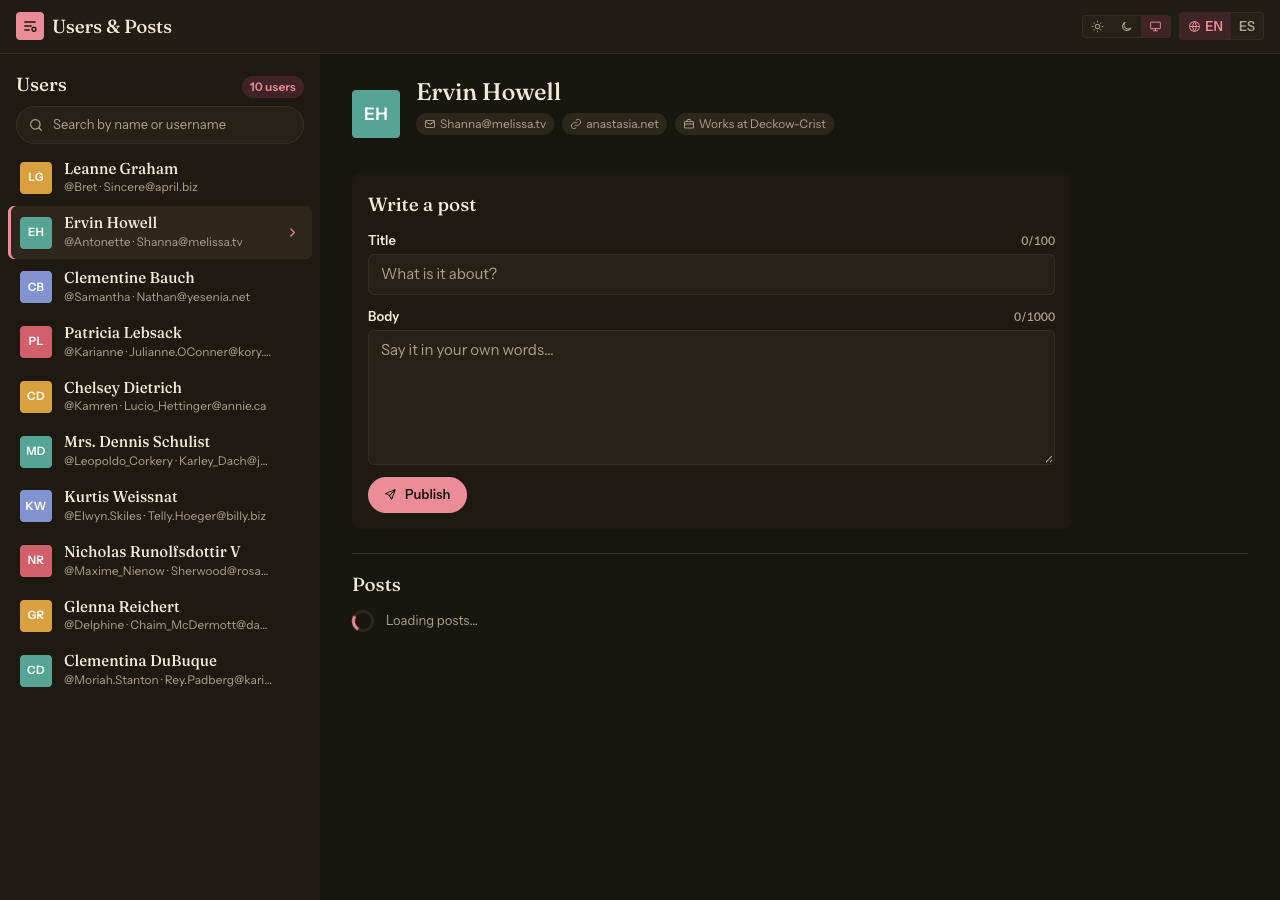 Users & Posts
EN ES
Users
10 users
Search by name or username
LG
Leanne Graham
@Bret · Sincere@april.biz
EH
Ervin Howell
@Antonette · Shanna@melissa.tv
CB
Clementine Bauch
@Samantha · Nathan@yesenia.net
PL
Patricia Lebsack
@Karianne · Julianne.OConner@kory....
CD
Chelsey Dietrich
@Kamren · Lucio_Hettinger@annie.ca
MD
Mrs. Dennis Schulist
@Leopoldo_Corkery · Karley_Dach@j...
KW
Kurtis Weissnat
@Elwyn.Skiles · Telly.Hoeger@billy.biz
NR
Nicholas Runolfsdottir V
@Maxime_Nienow · Sherwood@rosa...
GR
Glenna Reichert
@Delphine · Chaim_McDermott@da...
CD
Clementina DuBuque
@Moriah.Stanton · Rey.Padberg@kari...
EH
Ervin Howell
Shanna@melissa.tv anastasia.net Works at Deckow-Crist
Write a post
Title 0/100
What is it about?
Body 0/1000
Say it in your own words...
Publish
Posts
Loading posts...